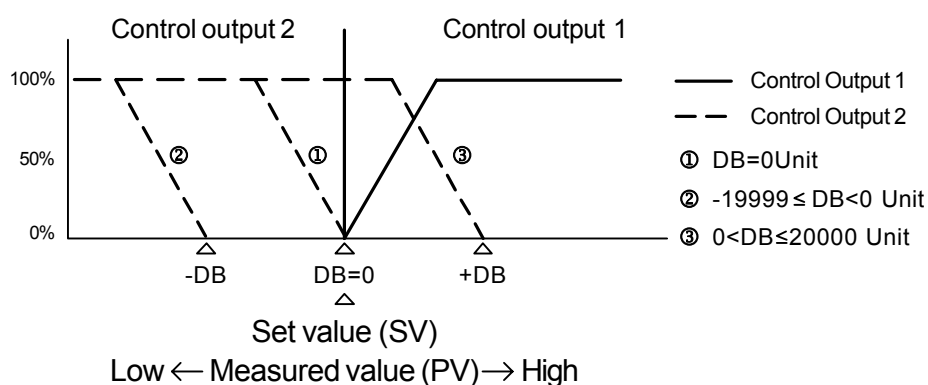 Control output 2
Control output 1
100%
50%
0%
②
①
③
-DB
DB=0
+DB
Set value (SV)
Low ← Measured value (PV) → High
Control Output 1
Control Output 2
① DB=0Unit
② -19999≤ DB<0 Unit
③ 0<DB≤20000 Unit